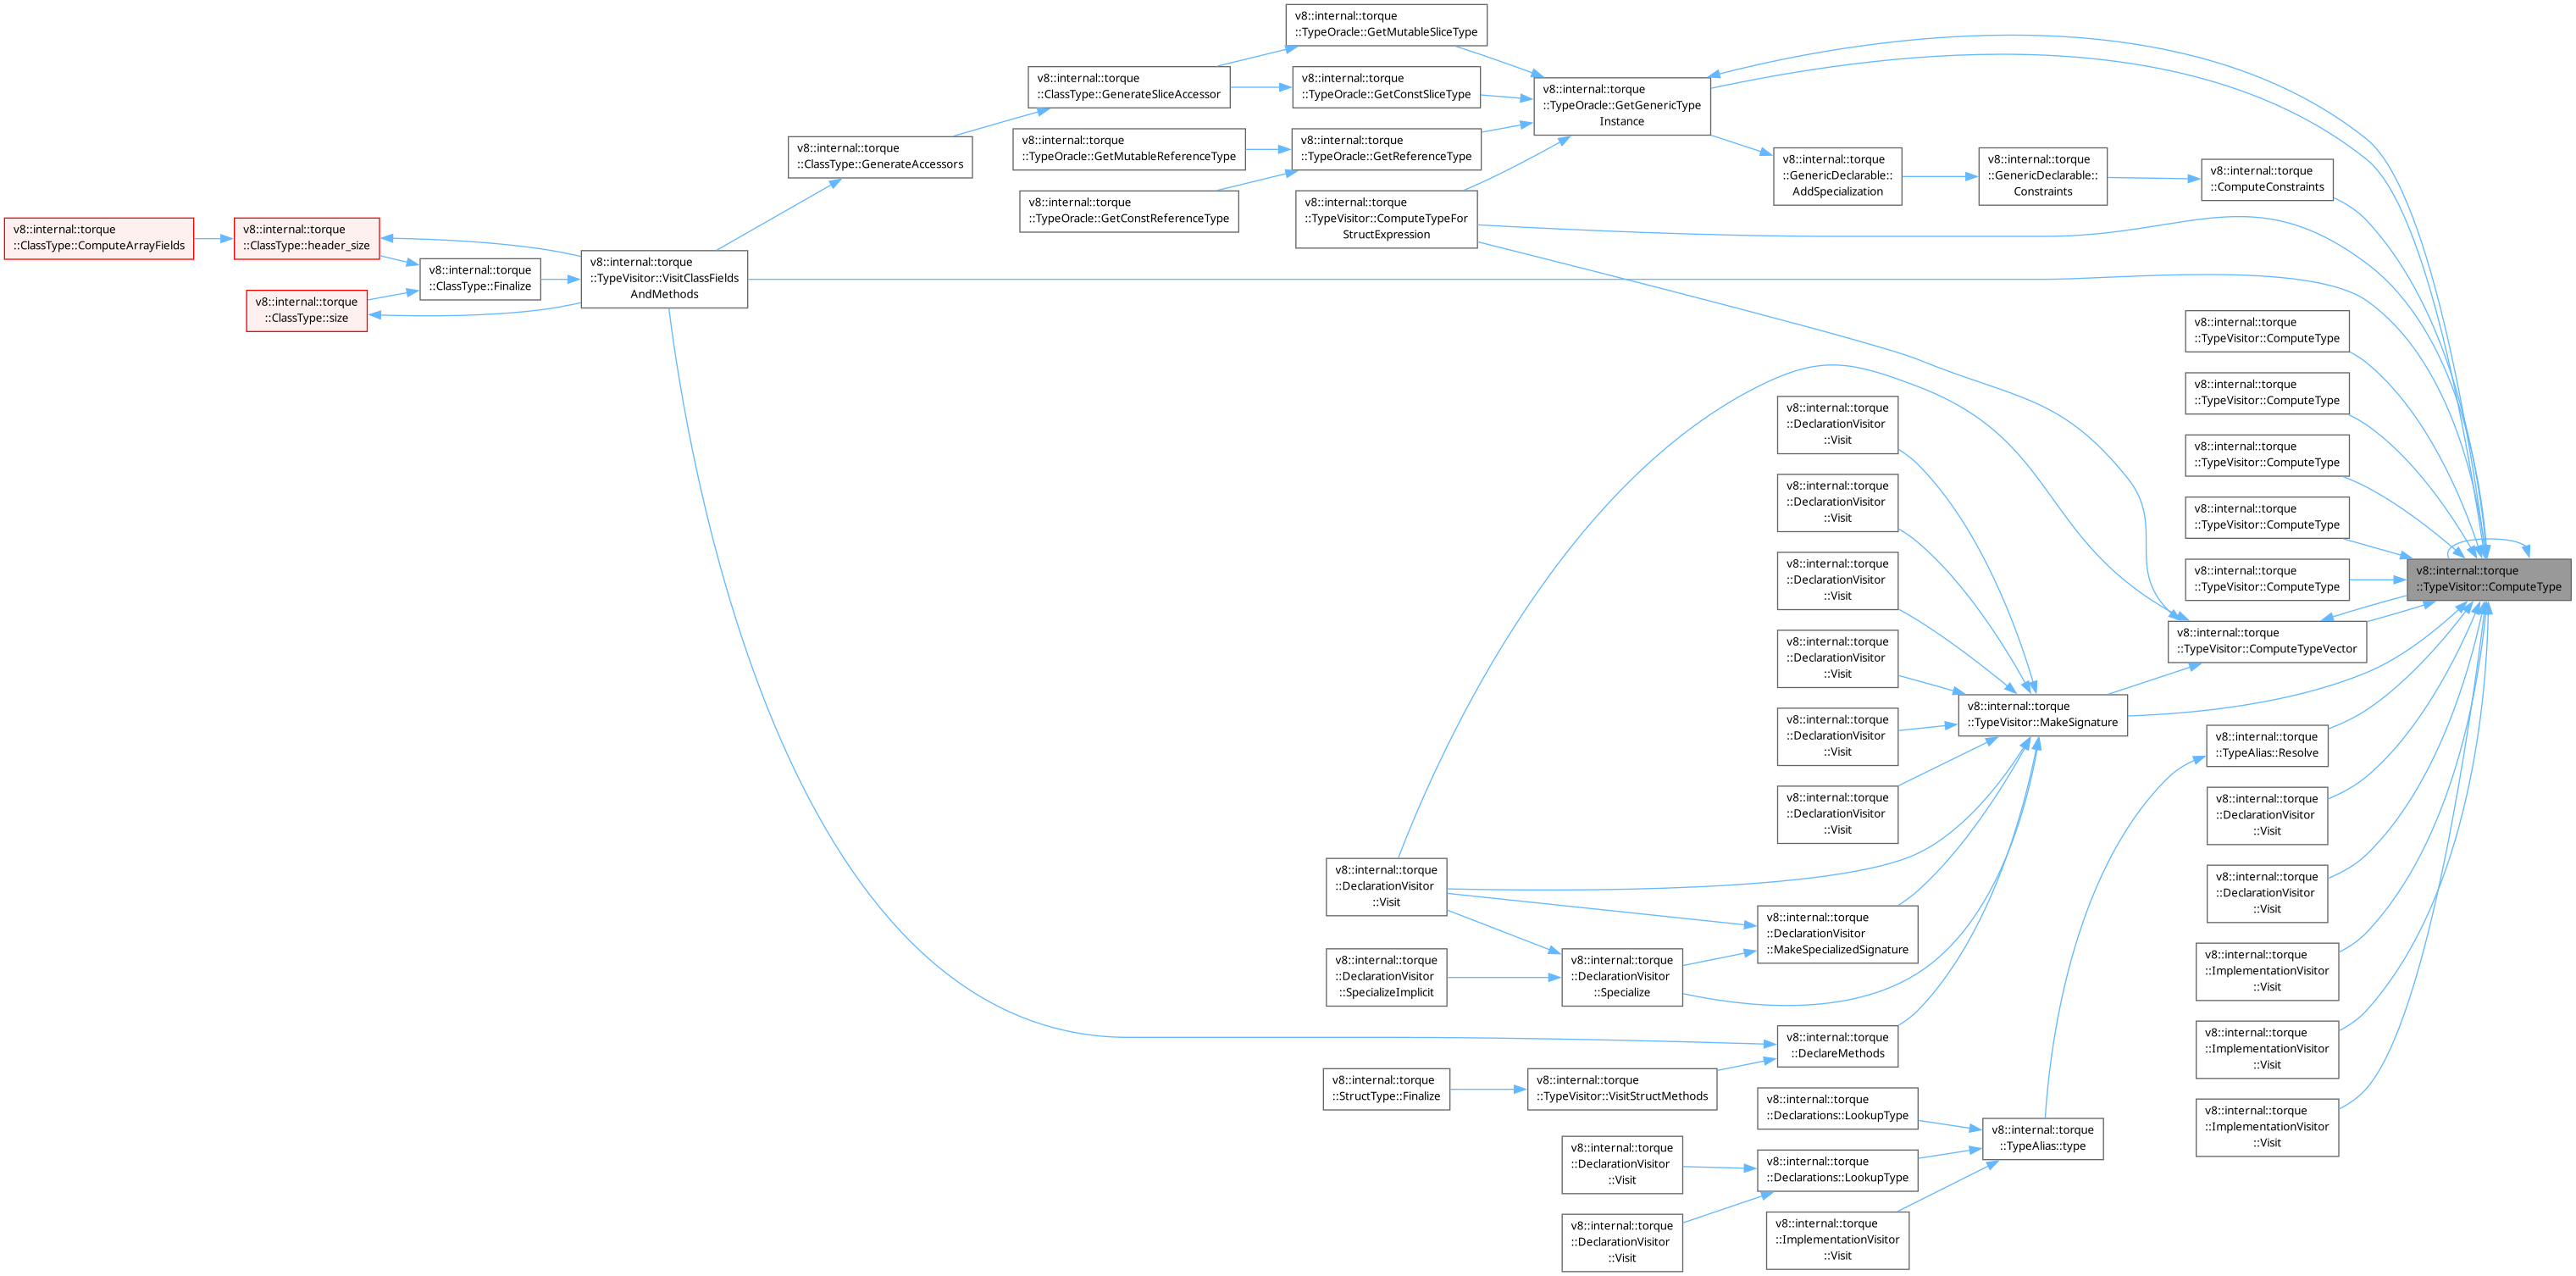 v8::internal::torque
::TypeOracle::GetMutableSliceType
v8::internal::torque
::ClassType::GenerateSliceAccessor
v8::internal::torque
::TypeOracle::GetConstSliceType
v8::internal::torque
::TypeOracle::GetGenericType
Instance
v8::internal::torque
::ClassType::GenerateAccessors
v8::internal::torque
::TypeOracle::GetMutableReferenceType
v8::internal::torque
::TypeOracle::GetReferenceType
v8::internal::torque
::GenericDeclarable::
AddSpecialization
v8::internal::torque
::GenericDeclarable::
Constraints
v8::internal::torque
::ComputeConstraints
v8::internal::torque
::TypeOracle::GetConstReferenceType
v8::internal::torque
::TypeVisitor::ComputeTypeFor
StructExpression
v8::internal::torque
::ClassType::ComputeArrayFields
v8::internal::torque
::ClassType::header_size
v8::internal::torque
::ClassType::Finalize
v8::internal::torque
::TypeVisitor::VisitClassFields
AndMethods
v8::internal::torque
::ClassType::size
v8::internal::torque
::TypeVisitor::ComputeType
v8::internal::torque
::TypeVisitor::ComputeType
v8::internal::torque
::TypeVisitor::ComputeType
v8::internal::torque
::TypeVisitor::ComputeType
v8::internal::torque
::TypeVisitor::ComputeType
v8::internal::torque
::TypeVisitor::ComputeType
v8::internal::torque
::TypeVisitor::ComputeTypeVector
v8::internal::torque
::DeclarationVisitor
::Visit
v8::internal::torque
::DeclarationVisitor
::Visit
v8::internal::torque
::DeclarationVisitor
::Visit
v8::internal::torque
::DeclarationVisitor
::Visit
v8::internal::torque
::DeclarationVisitor
::Visit
v8::internal::torque
::DeclarationVisitor
::Visit
v8::internal::torque
::TypeVisitor::MakeSignature
v8::internal::torque
::TypeAlias::Resolve
v8::internal::torque
::DeclarationVisitor
::Visit
v8::internal::torque
::DeclarationVisitor
::Visit
v8::internal::torque
::ImplementationVisitor
::Visit
v8::internal::torque
::ImplementationVisitor
::Visit
v8::internal::torque
::ImplementationVisitor
::Visit
v8::internal::torque
::DeclarationVisitor
::Visit
v8::internal::torque
::DeclarationVisitor
::MakeSpecializedSignature
v8::internal::torque
::DeclarationVisitor
::SpecializeImplicit
v8::internal::torque
::DeclarationVisitor
::Specialize
v8::internal::torque
::DeclareMethods
v8::internal::torque
::StructType::Finalize
v8::internal::torque
::TypeVisitor::VisitStructMethods
v8::internal::torque
::Declarations::LookupType
v8::internal::torque
::TypeAlias::type
v8::internal::torque
::DeclarationVisitor
::Visit
v8::internal::torque
::Declarations::LookupType
v8::internal::torque
::DeclarationVisitor
::Visit
v8::internal::torque
::ImplementationVisitor
::Visit